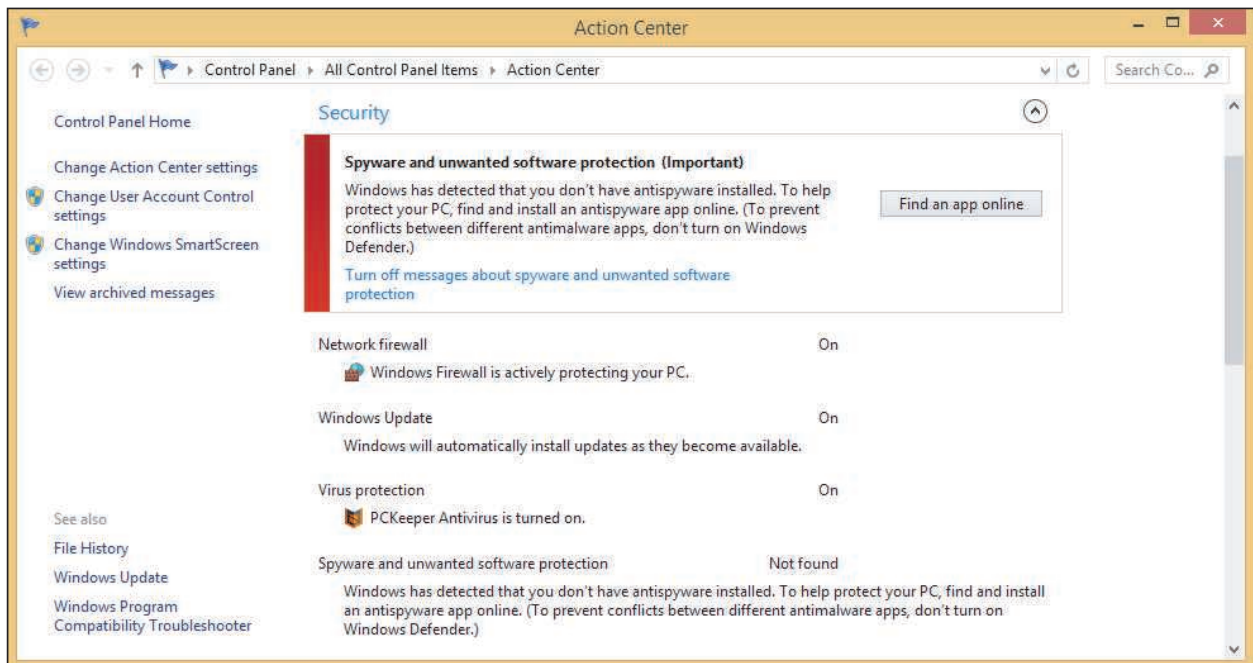 Action Center
Control Panel
All Control Panel Items
Action Center
Search Co...
Control Panel Home
Change Action Center settings
Change User Account Control
settings
Change Windows SmartScreen
settings
View archived messages
See also
File History
Windows Update
Windows Program
Compatibility Troubleshooter
Security
Spyware and unwanted software protection (Important)
Windows has detected that you don't have antispyware installed. To help
protect your PC, find and install an antispyware app online. (To prevent
conflicts between different antimalware apps, don't turn on Windows
Defender.)
Find an app online
Turn off messages about spyware and unwanted software
protection
Network firewall On
Windows Firewall is actively protecting your PC.
Windows Update On
Windows will automatically install updates as they become available.
Virus protection On
PCKeeper Antivirus is turned on.
Spyware and unwanted software protection Not found
Windows has detected that you don't have antispyware installed. To help protect your PC, find and install
an antispyware app online. (To prevent conflicts between different antimalware apps, don't turn on
Windows Defender.)